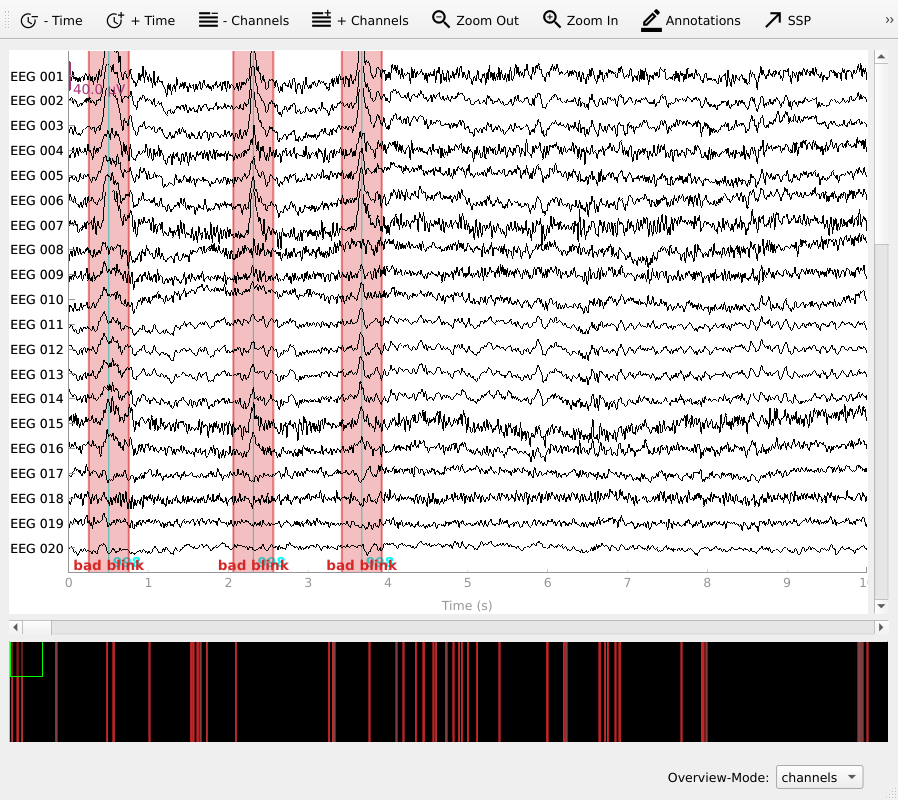 - Time + Time - Channels + Channels Zoom Out Zoom In Annotations SSP »
EEG 001
40.0 µV
EEG 002
EEG 003
EEG 004
EEG 005
EEG 006
EEG 007
EEG 008
EEG 009
EEG 010
EEG 011
EEG 012
EEG 013
EEG 014
EEG 015
EEG 016
EEG 017
EEG 018
EEG 019
EEG 020
bad blink bad blink bad blink
0 1 2 3 4 5 6 7 8 9
Time (s)
Overview-Mode: channels